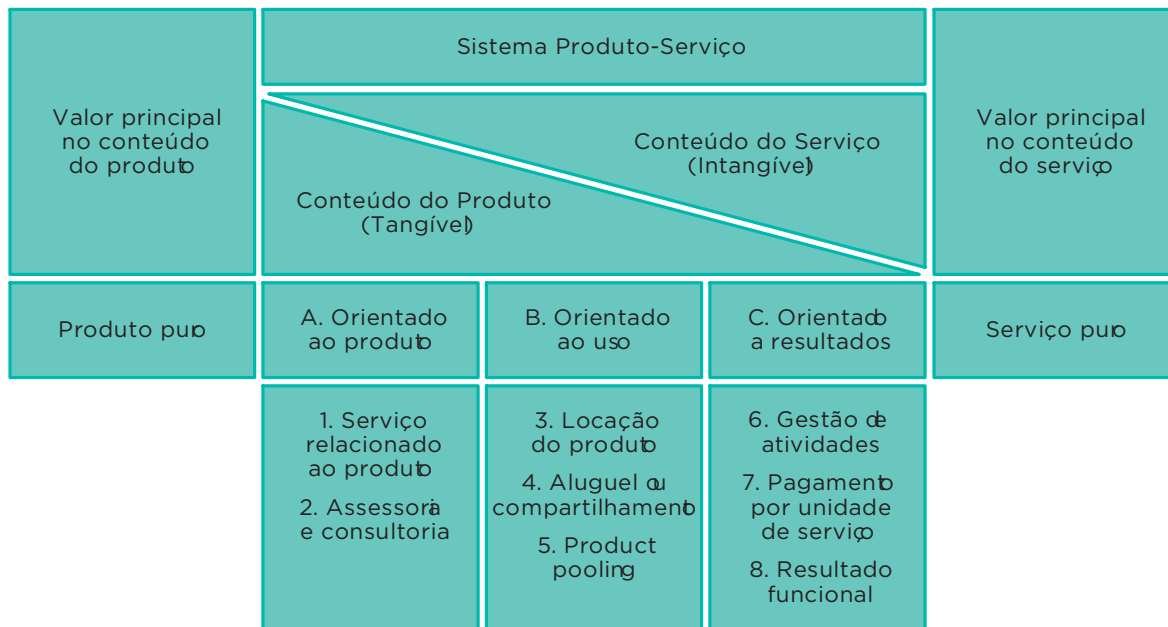 Sistema Produto-Serviço
Valor principal
no conteúdo
do produto
Conteúdo do Serviço
(Intangível)
Conteúdo do Produto
(Tangível)
Valor principal
no conteúdo
do serviço
Produto puro
A. Orientado
ao produto
B. Orientado
ao uso
C. Orientado
a resultados
Serviço puro
1. Serviço
relacionado
ao produto
2. Assessoria
e consultoria
3. Locação
do produto
4. Aluguel ou
compartilhamento
5. Product
pooling
6. Gestão de
atividades
7. Pagamento
por unidade
de serviço
8. Resultado
funcional